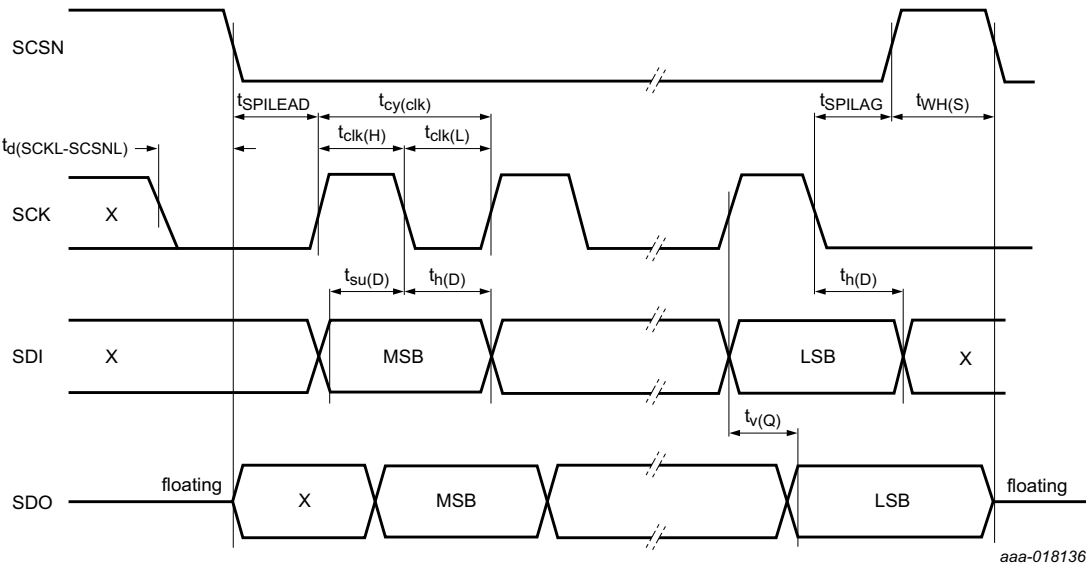 SCSN
tSPILEAD
tcy(clk)
tSPILAG
tWH(S)
tclk(H)
tclk(L)
td(SCKL-SCSNL)
SCK
X
tsu(D)
th(D)
th(D)
SDI
X
MSB
LSB
X
tv(Q)
floating
floating
SDO
X
MSB
LSB
aaa-018136